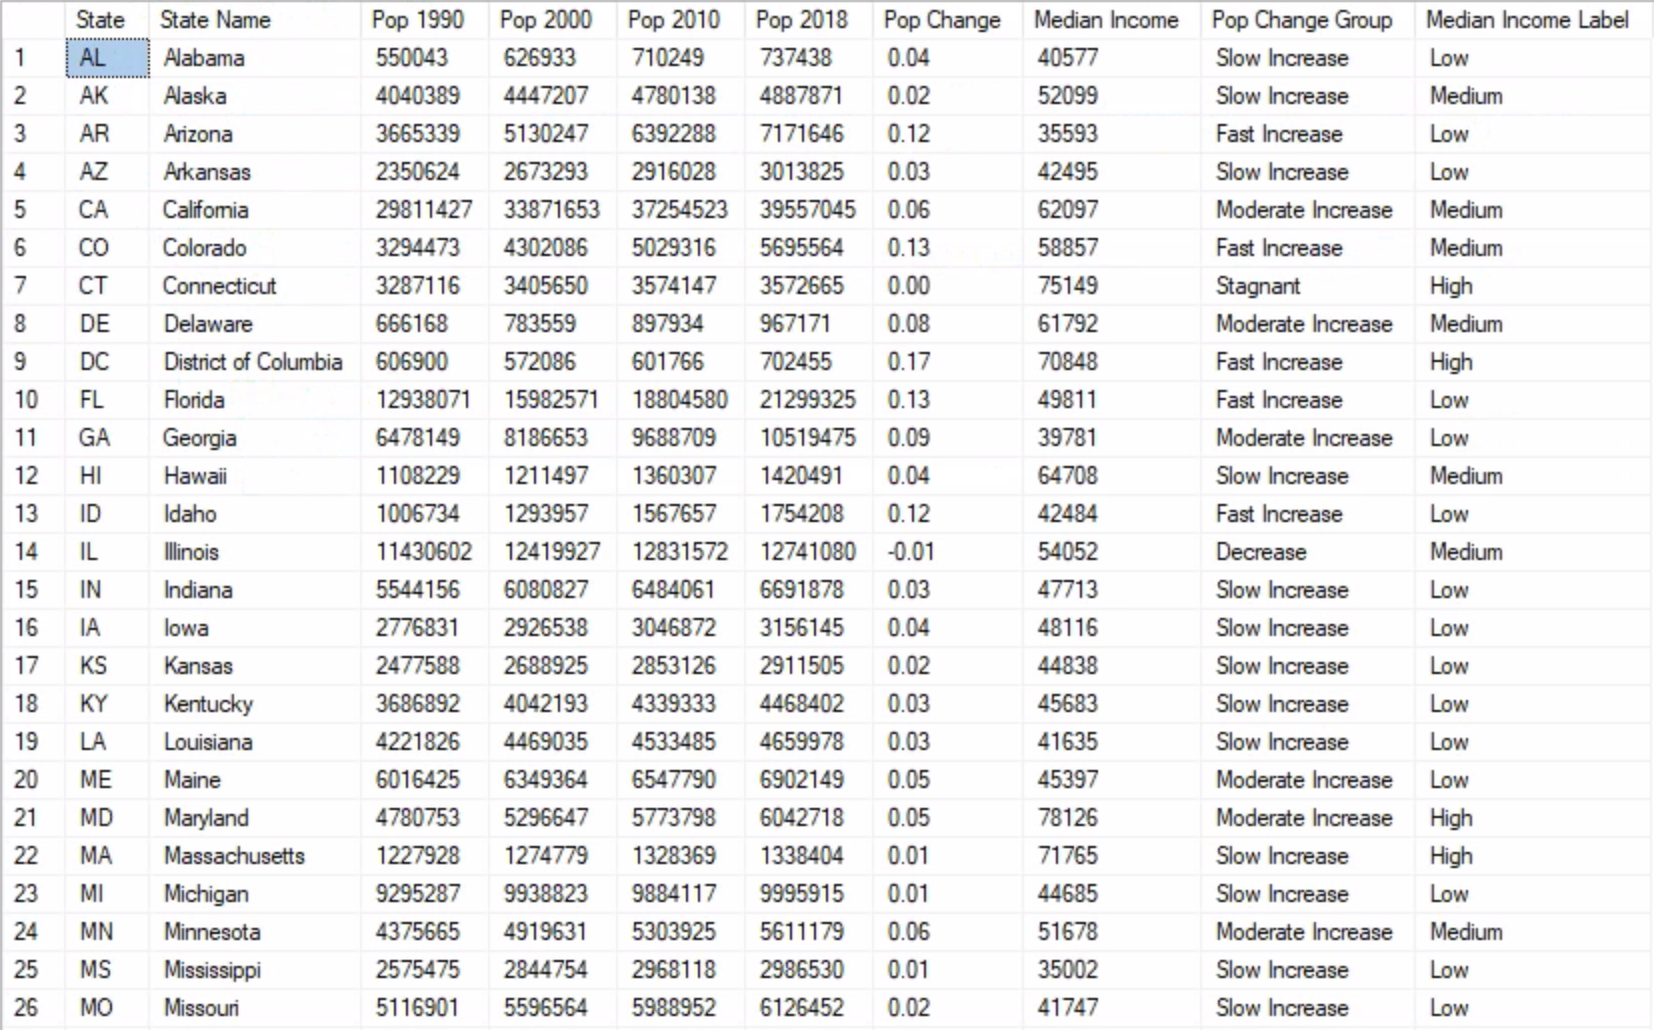 State State Name Pop 1990 Pop 2000 Pop 2010 Pop 2018 Pop Change Median Income Pop Change Group Median Income Label
1 AL Alabama 550043 626933 710249 737438 0.04 40577 Slow Increase Low
2 AK Alaska 4040389 4447207 4780138 4887871 0.02 52099 Slow Increase Medium
3 AR Arizona 3665339 5130247 6392288 7171646 0.12 35593 Fast Increase Low
4 AZ Arkansas 2350624 2673293 2916028 3013825 0.03 42495 Slow Increase Low
5 CA California 29811427 33871653 37254523 39557045 0.06 62097 Moderate Increase Medium
6 CO Colorado 3294473 4302086 5029316 5695564 0.13 58857 Fast Increase Medium
7 CT Connecticut 3287116 3405650 3574147 3572665 0.00 75149 Stagnant High
8 DE Delaware 666168 783559 897934 967171 0.08 61792 Moderate Increase Medium
9 DC District of Columbia 606900 572086 601766 702455 0.17 70848 Fast Increase High
10 FL Florida 12938071 15982571 18804580 21299325 0.13 49811 Fast Increase Low
11 GA Georgia 6478149 8186653 9688709 10519475 0.09 39781 Moderate Increase Low
12 HI Hawaii 1108229 1211497 1360307 1420491 0.04 64708 Slow Increase Medium
13 ID Idaho 1006734 1293957 1567657 1754208 0.12 42484 Fast Increase Low
14 IL Illinois 11430602 12419927 12831572 12741080 -0.01 54052 Decrease Medium
15 IN Indiana 5544156 6080827 6484061 6691878 0.03 47713 Slow Increase Low
16 IA Iowa 2776831 2926538 3046872 3156145 0.04 48116 Slow Increase Low
17 KS Kansas 2477588 2688925 2853126 2911505 0.02 44838 Slow Increase Low
18 KY Kentucky 3686892 4042193 4339333 4468402 0.03 45683 Slow Increase Low
19 LA Louisiana 4221826 4469035 4533485 4659978 0.03 41635 Slow Increase Low
20 ME Maine 6016425 6349364 6547790 6902149 0.05 45397 Moderate Increase Low
21 MD Maryland 4780753 5296647 5773798 6042718 0.05 78126 Moderate Increase High
22 MA Massachusetts 1227928 1274779 1328369 1338404 0.01 71765 Slow Increase High
23 MI Michigan 9295287 9938823 9884117 9995915 0.01 44685 Slow Increase Low
24 MN Minnesota 4375665 4919631 5303925 5611179 0.06 51678 Moderate Increase Medium
25 MS Mississippi 2575475 2844754 2968118 2986530 0.01 35002 Slow Increase Low
26 MO Missouri 5116901 5596564 5988952 6126452 0.02 41747 Slow Increase Low